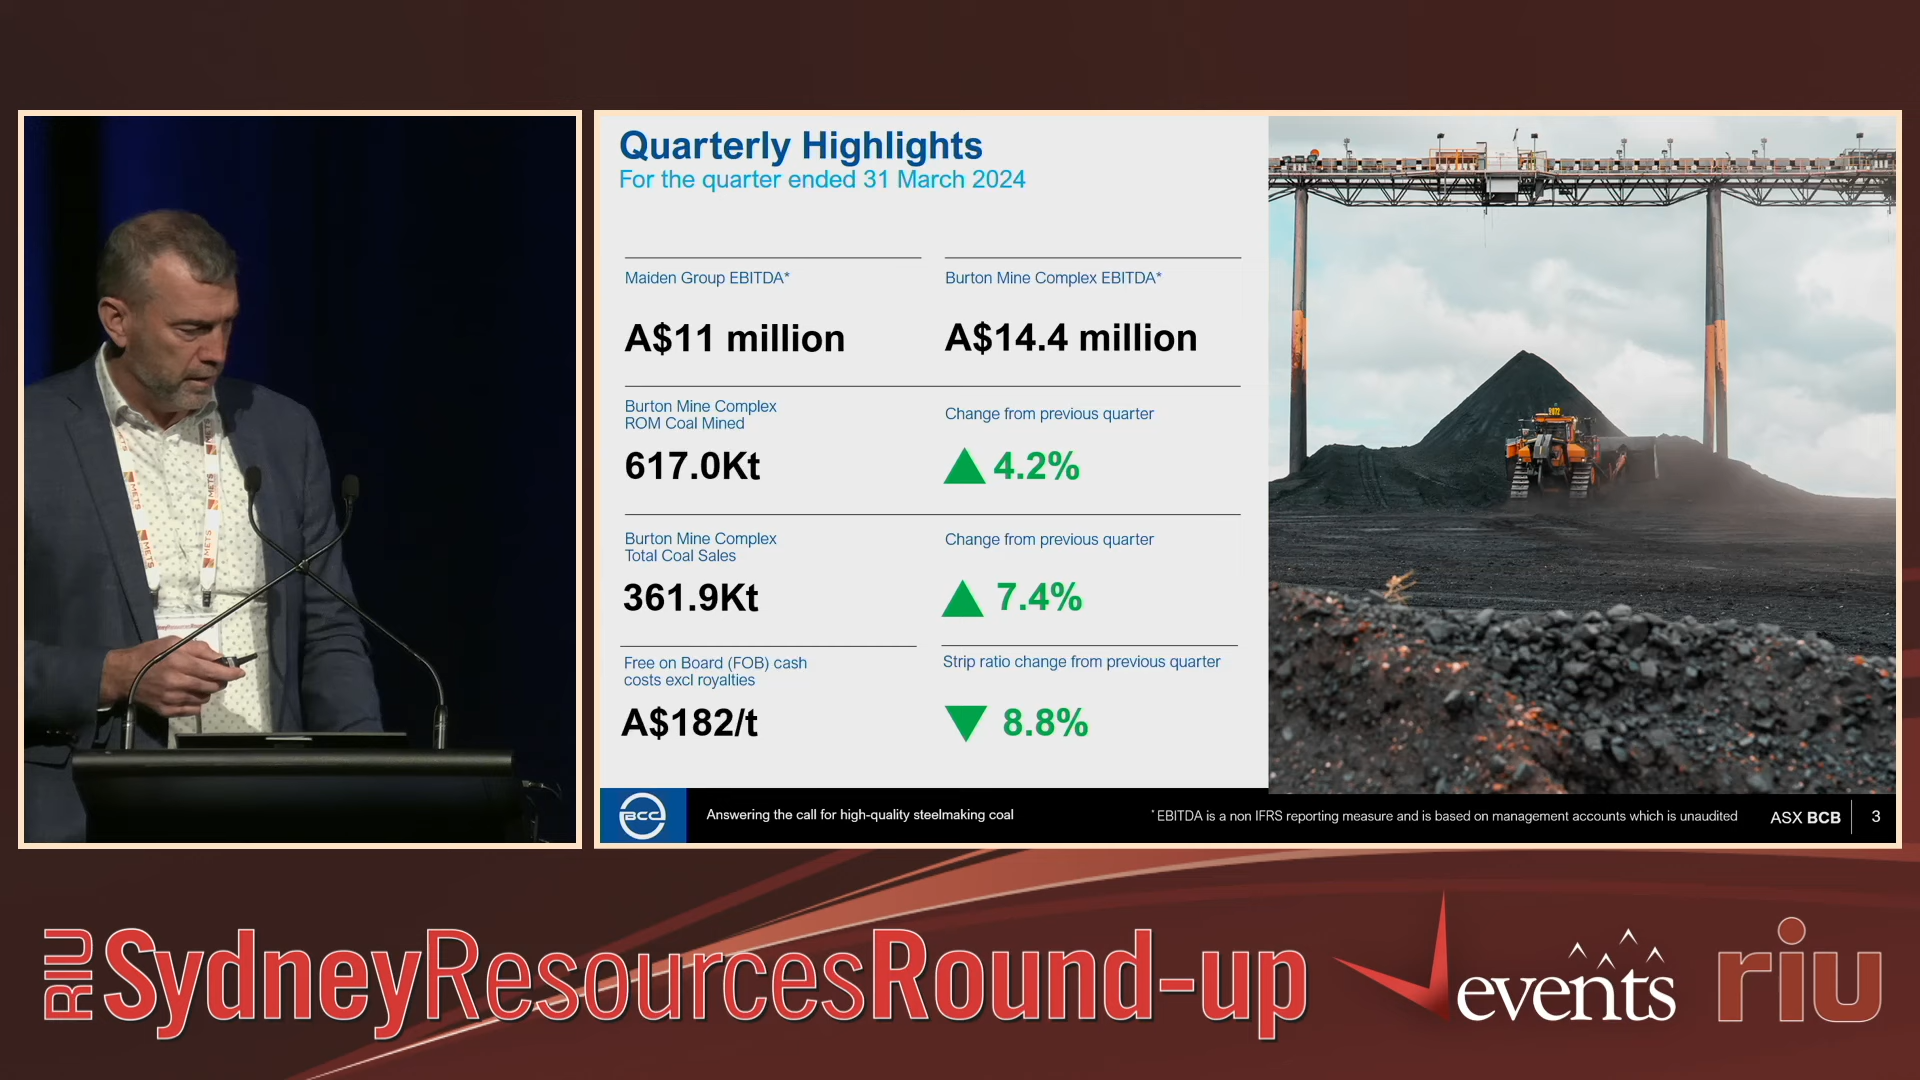 Quarterly Highlights
For the quarter ended 31 March 2024
Maiden Group EBITDA*
A$11 million
Burton Mine Complex EBITDA*
A$14.4 million
Burton Mine Complex
ROM Coal Mined
617.0Kt
Change from previous quarter
4.2%
Burton Mine Complex
Total Coal Sales
361.9Kt
Change from previous quarter
7.4%
Free on Board (FOB) cash
costs excl royalties
A$182/t
Strip ratio change from previous quarter
8.8%
BCC
Answering the call for high-quality steelmaking coal
* EBITDA is a non IFRS reporting measure and is based on management accounts which is unaudited
ASX BCB
3
METS
METS
METS
METS
RIU SydneyResourcesRound-up
events
riu